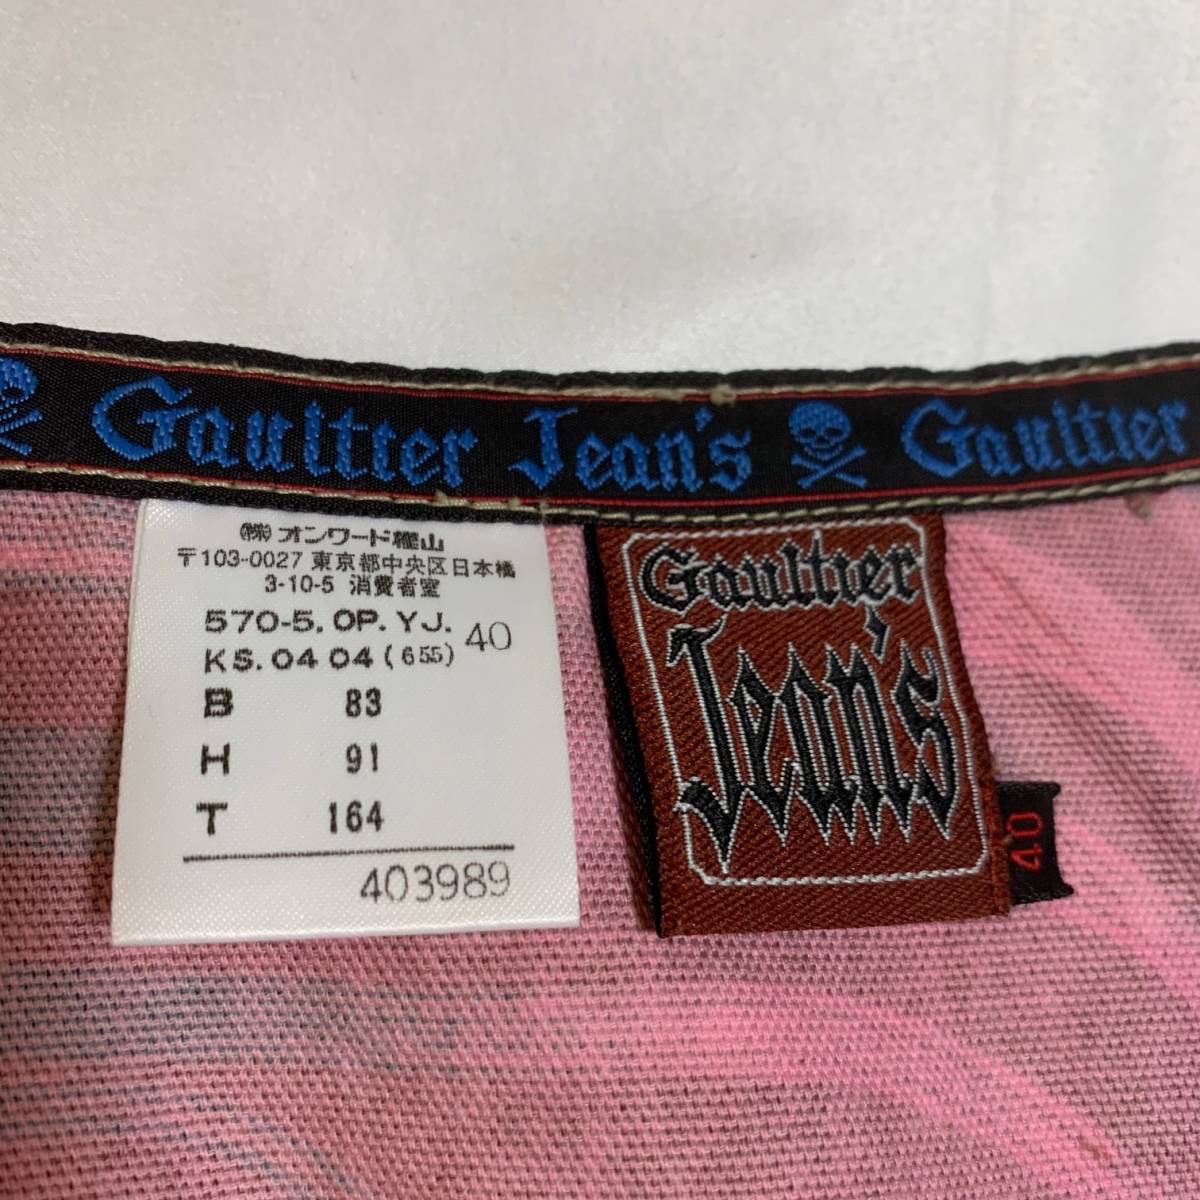 Gaultier Jean's Gaultier
㈱オンワード樫山
〒103-0027 東京都中央区日本橋
3-10-5 消費者室
570-5. OP. YJ.
KS. 04 04 (655) 40
B 83
H 91
T 164
403989
Gaultier
Jean's
40